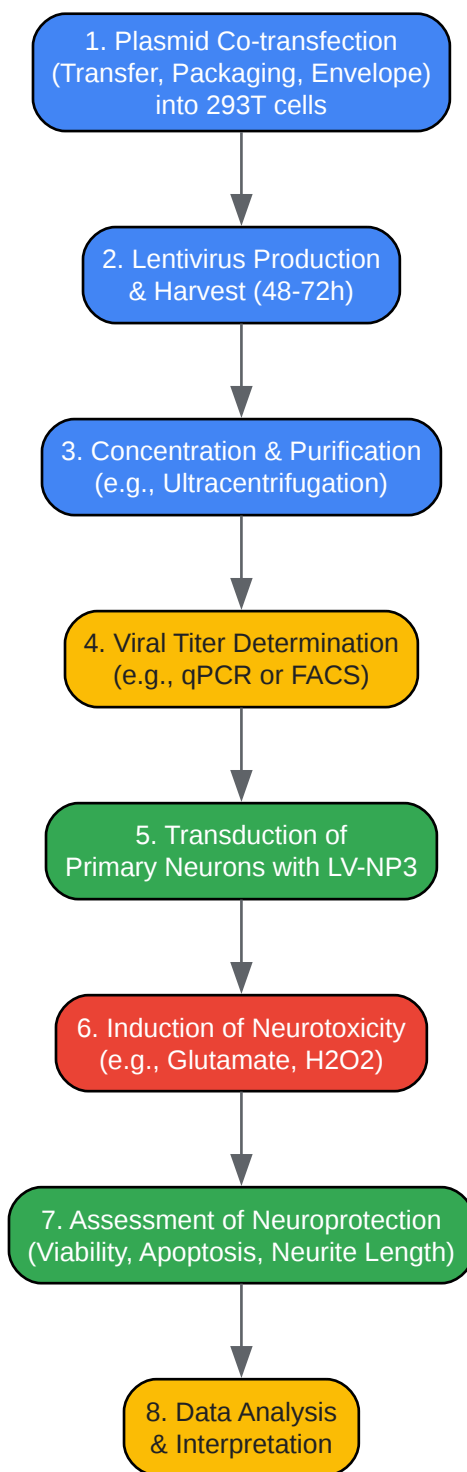 1. Plasmid Co-transfection
(Transfer, Packaging, Envelope)
into 293T cells
2. Lentivirus Production
& Harvest (48-72h)
3. Concentration & Purification
(e.g., Ultracentrifugation)
4. Viral Titer Determination
(e.g., qPCR or FACS)
5. Transduction of
Primary Neurons with LV-NP3
6. Induction of Neurotoxicity
(e.g., Glutamate, H2O2)
7. Assessment of Neuroprotection
(Viability, Apoptosis, Neurite Length)
8. Data Analysis
& Interpretation